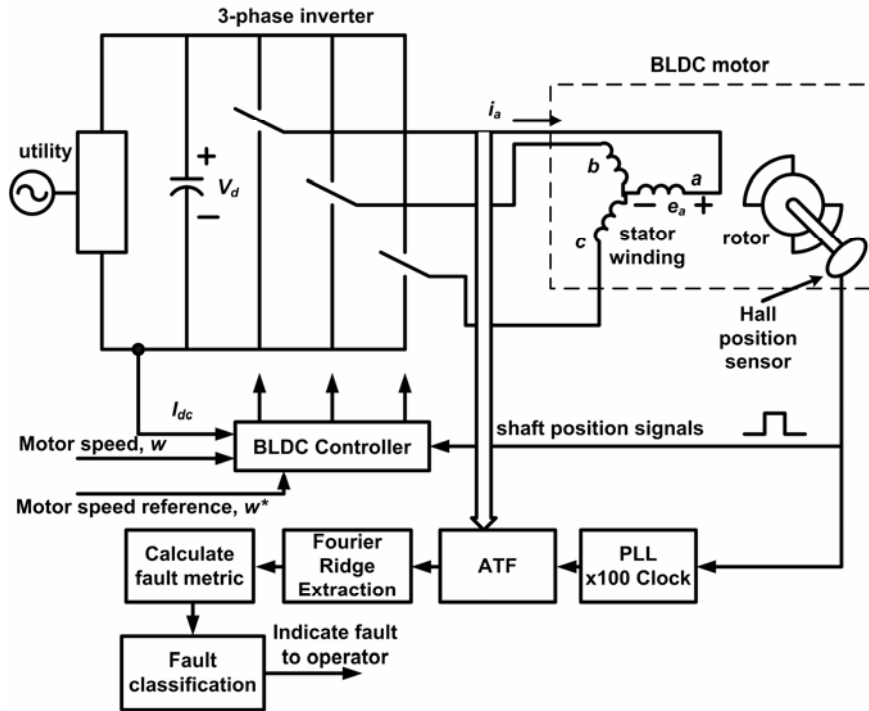 3-phase inverter
BLDC motor
i_a
utility
+
V_d
−
b
a
− e_a +
c
stator
winding
rotor
Hall
position
sensor
I_dc
Motor speed, w
BLDC Controller
shaft position signals
Motor speed reference, w*
Calculate
fault metric
Fourier
Ridge
Extraction
ATF
PLL
x100 Clock
Fault
classification
Indicate fault
to operator